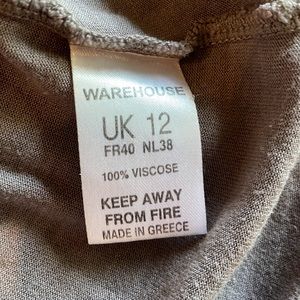 WAREHOUSE
UK 12
FR40 NL38
100% VISCOSE
KEEP AWAY
FROM FIRE
MADE IN GREECE